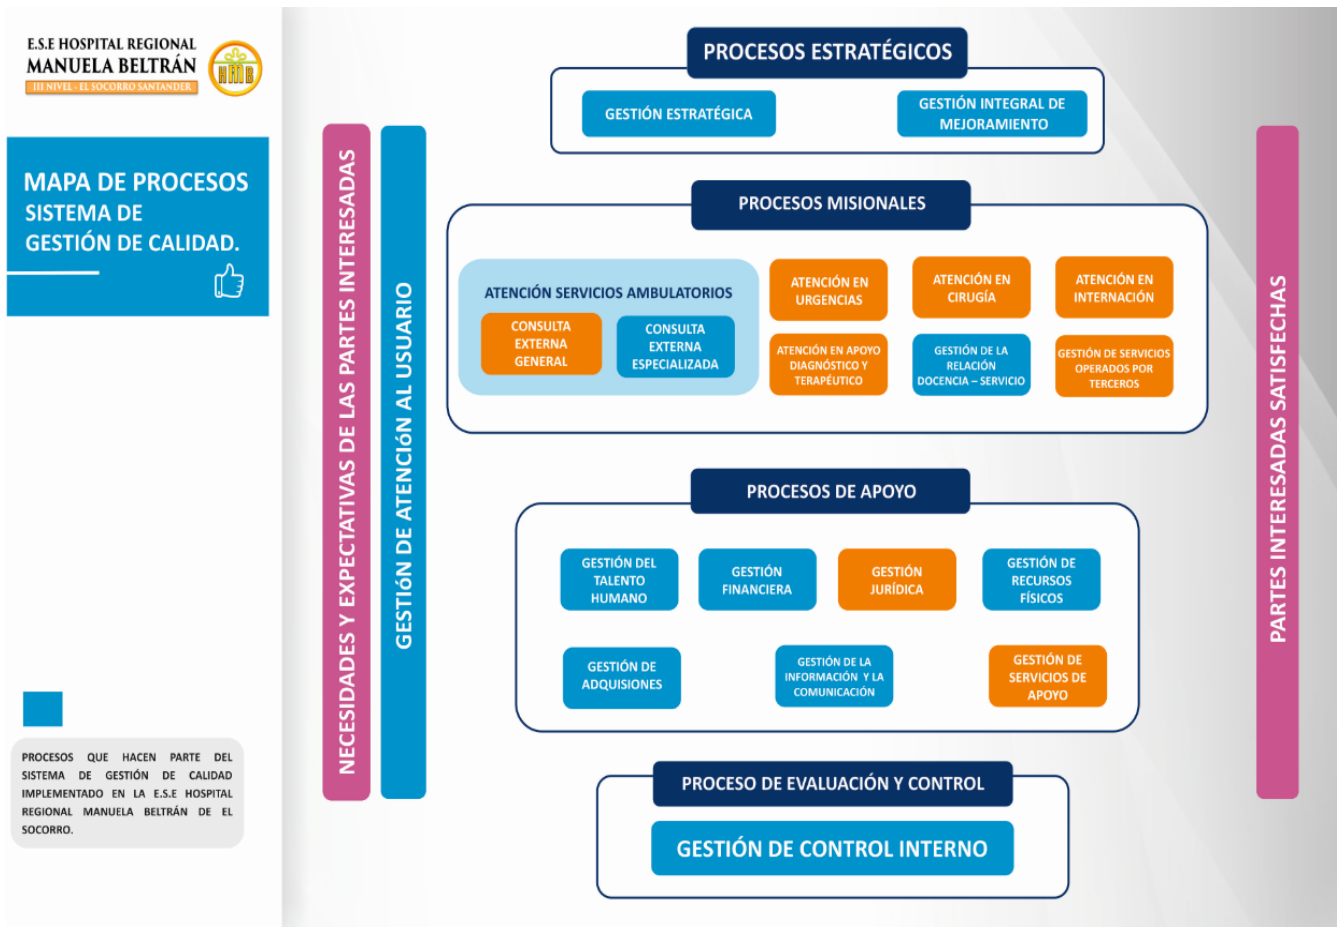 E.S.E HOSPITAL REGIONAL
MANUELA BELTRÁN
III NIVEL - EL SOCORRO SANTANDER
HMB
MAPA DE PROCESOS
SISTEMA DE
GESTIÓN DE CALIDAD.
PROCESOS QUE HACEN PARTE DEL
SISTEMA DE GESTIÓN DE CALIDAD
IMPLEMENTADO EN LA E.S.E HOSPITAL
REGIONAL MANUELA BELTRÁN DE EL
SOCORRO.
NECESIDADES Y EXPECTATIVAS DE LAS PARTES INTERESADAS
GESTIÓN DE ATENCIÓN AL USUARIO
PROCESOS ESTRATÉGICOS
GESTIÓN ESTRATÉGICA
GESTIÓN INTEGRAL DE
MEJORAMIENTO
PROCESOS MISIONALES
ATENCIÓN SERVICIOS AMBULATORIOS
CONSULTA
EXTERNA
GENERAL
CONSULTA
EXTERNA
ESPECIALIZADA
ATENCIÓN EN
URGENCIAS
ATENCIÓN EN
CIRUGÍA
ATENCIÓN EN
INTERNACIÓN
ATENCIÓN EN APOYO
DIAGNÓSTICO Y
TERAPÉUTICO
GESTIÓN DE LA
RELACIÓN
DOCENCIA – SERVICIO
GESTIÓN DE SERVICIOS
OPERADOS POR
TERCEROS
PROCESOS DE APOYO
GESTIÓN DEL
TALENTO
HUMANO
GESTIÓN
FINANCIERA
GESTIÓN
JURÍDICA
GESTIÓN DE
RECURSOS
FÍSICOS
GESTIÓN DE
ADQUISIONES
GESTIÓN DE LA
INFORMACIÓN Y LA
COMUNICACIÓN
GESTIÓN DE
SERVICIOS DE
APOYO
PROCESO DE EVALUACIÓN Y CONTROL
GESTIÓN DE CONTROL INTERNO
PARTES INTERESADAS SATISFECHAS